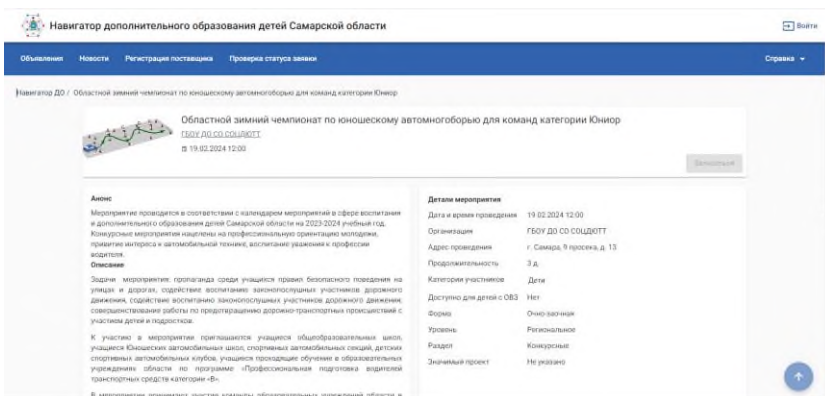 Навигатор дополнительного образования детей Самарской области
Войти
Объявления Новости Регистрация поставщика Проверка статуса заявки Справка
Навигатор ДО / Областной зимний чемпионат по юношескому автомногоборью для команд категории Юниор
Областной зимний чемпионат по юношескому автомногоборью для команд категории Юниор
ГБОУ ДО СО СОЦДЮТТ
19.02.2024 12:00
Записаться
Анонс
Мероприятие проводится в соответствии с календарем мероприятий в сфере воспитания
и дополнительного образования детей Самарской области на 2023-2024 учебный год.
Конкурсные мероприятия нацелены на профессиональную ориентацию молодежи,
привитие интереса к автомобильной технике, воспитание уважения к профессии
водителя.
Описание
Задачи мероприятия: пропаганда среди учащихся правил безопасного поведения на
улицах и дорогах, содействие воспитанию законопослушных участников дорожного
движения, содействие воспитанию законопослушных участников дорожного движения,
совершенствование работы по предотвращению дорожно-транспортных происшествий с
участием детей и подростков.
К участию в мероприятии приглашаются учащиеся общеобразовательных школ,
учащиеся Юношеских автомобильных школ, спортивных автомобильных секций, детских
спортивных автомобильных клубов, учащиеся проходящие обучение в образовательных
учреждениях области по программе «Профессиональная подготовка водителей
транспортных средств категории «В».
В мероприятии принимают участие команды образовательных учреждений области в
Детали мероприятия
Дата и время проведения 19.02.2024 12:00
Организация ГБОУ ДО СО СОЦДЮТТ
Адрес проведения г. Самара, 9 просека, д. 15
Продолжительность 3 д.
Категории участников Дети
Доступно для детей с ОВЗ Нет
Форма Очно-заочная
Уровень Региональное
Раздел Конкурсные
Значимый проект Не указано